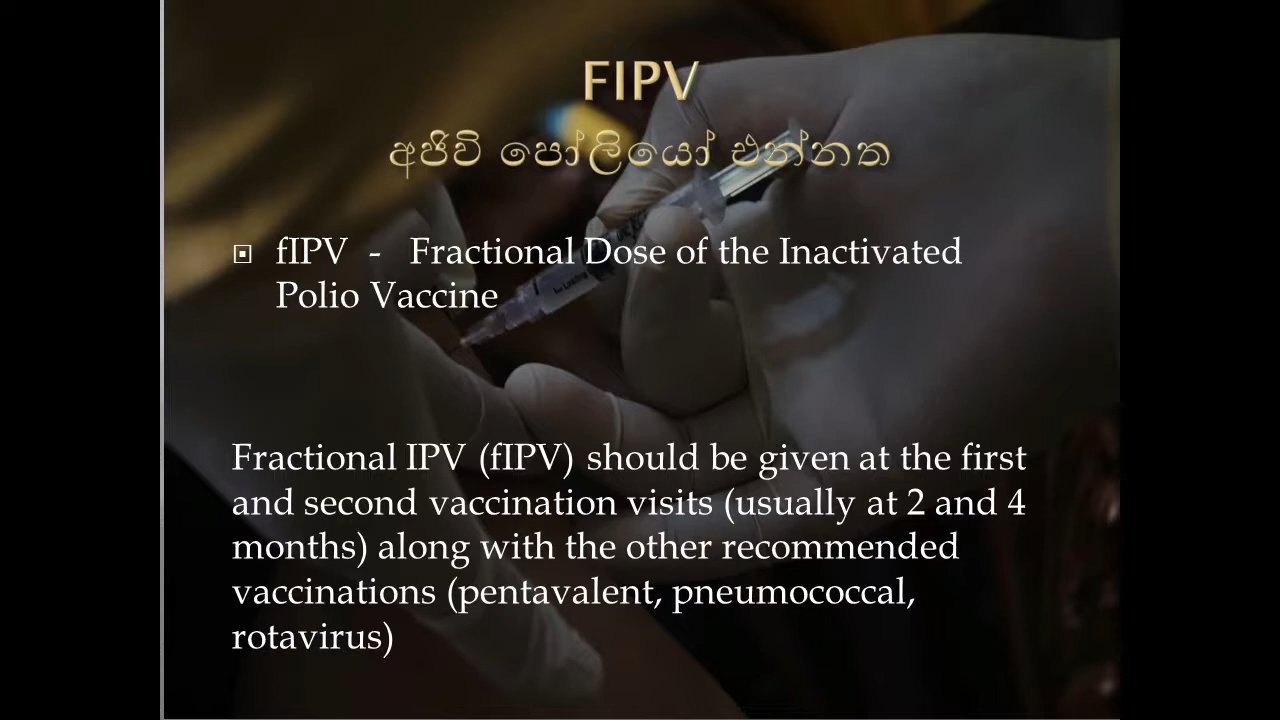 FIPV
අජීව් පෝලියෝ එන්නත
fIPV - Fractional Dose of the Inactivated
Polio Vaccine
Fractional IPV (fIPV) should be given at the first
and second vaccination visits (usually at 2 and 4
months) along with the other recommended
vaccinations (pentavalent, pneumococcal,
rotavirus)